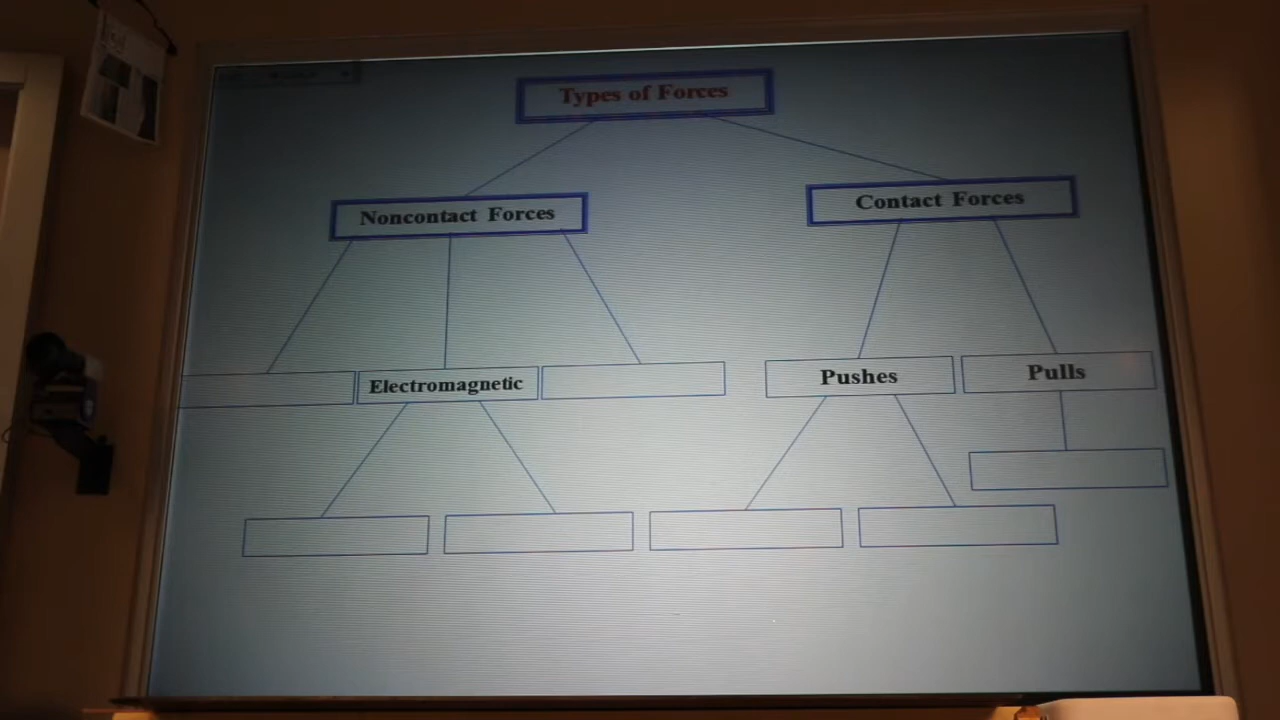 Types of Forces
Noncontact Forces
Contact Forces
Electromagnetic
Pushes
Pulls